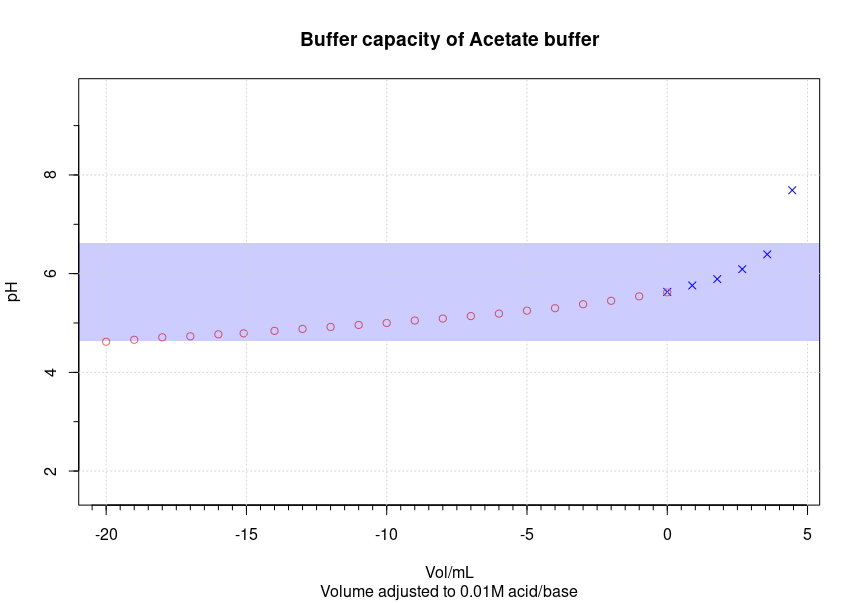 Buffer capacity of Acetate buffer
8
6
4
2
pH
-20 -15 -10 -5 0 5
Vol/mL
Volume adjusted to 0.01M acid/base